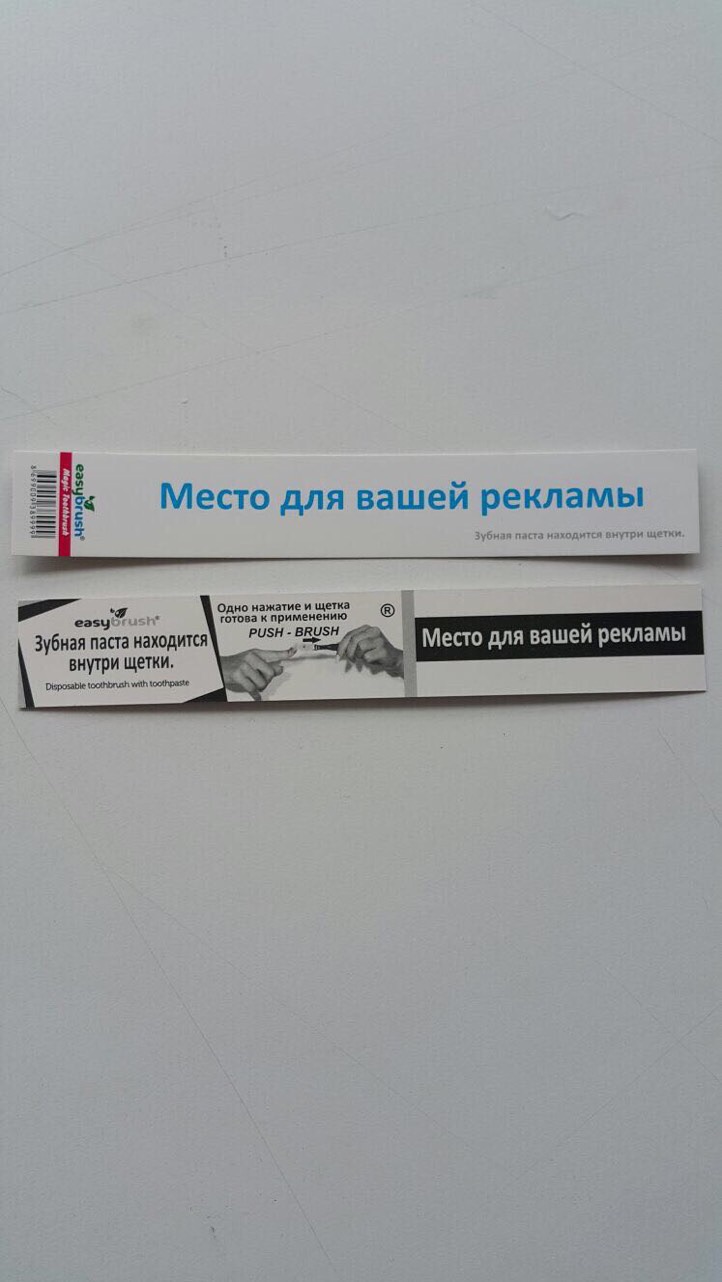 easybrush®
Magic Toothbrush
Место для вашей рекламы
Зубная паста находится внутри щетки.
easybrush®
Зубная паста находится
внутри щетки.
Disposable toothbrush with toothpaste
Одно нажатие и щетка
готова к применению
PUSH - BRUSH
®
Место для вашей рекламы